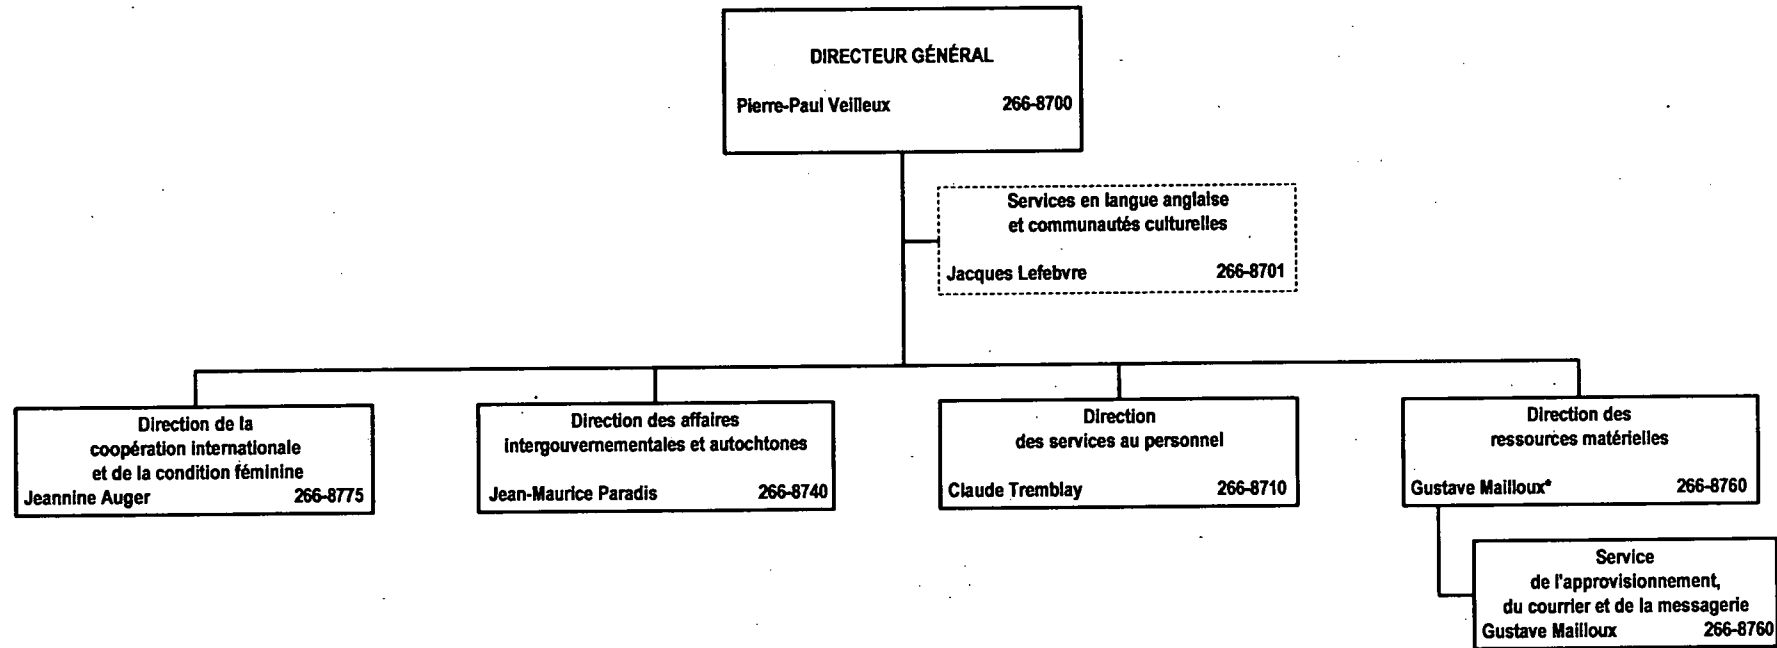 DIRECTEUR GÉNÉRAL
Pierre-Paul Veilleux 266-8700
Services en langue anglaise
et communautés culturelles
Jacques Lefebvre 266-8701
Direction de la
coopération internationale
et de la condition féminine
Jeannine Auger 266-8775
Direction des affaires
intergouvernementales et autochtones
Jean-Maurice Paradis 266-8740
Direction
des services au personnel
Claude Tremblay 266-8710
Direction des
ressources matérielles
Gustave Mailloux* 266-8760
Service
de l'approvisionnement,
du courrier et de la messagerie
Gustave Mailloux 266-8760